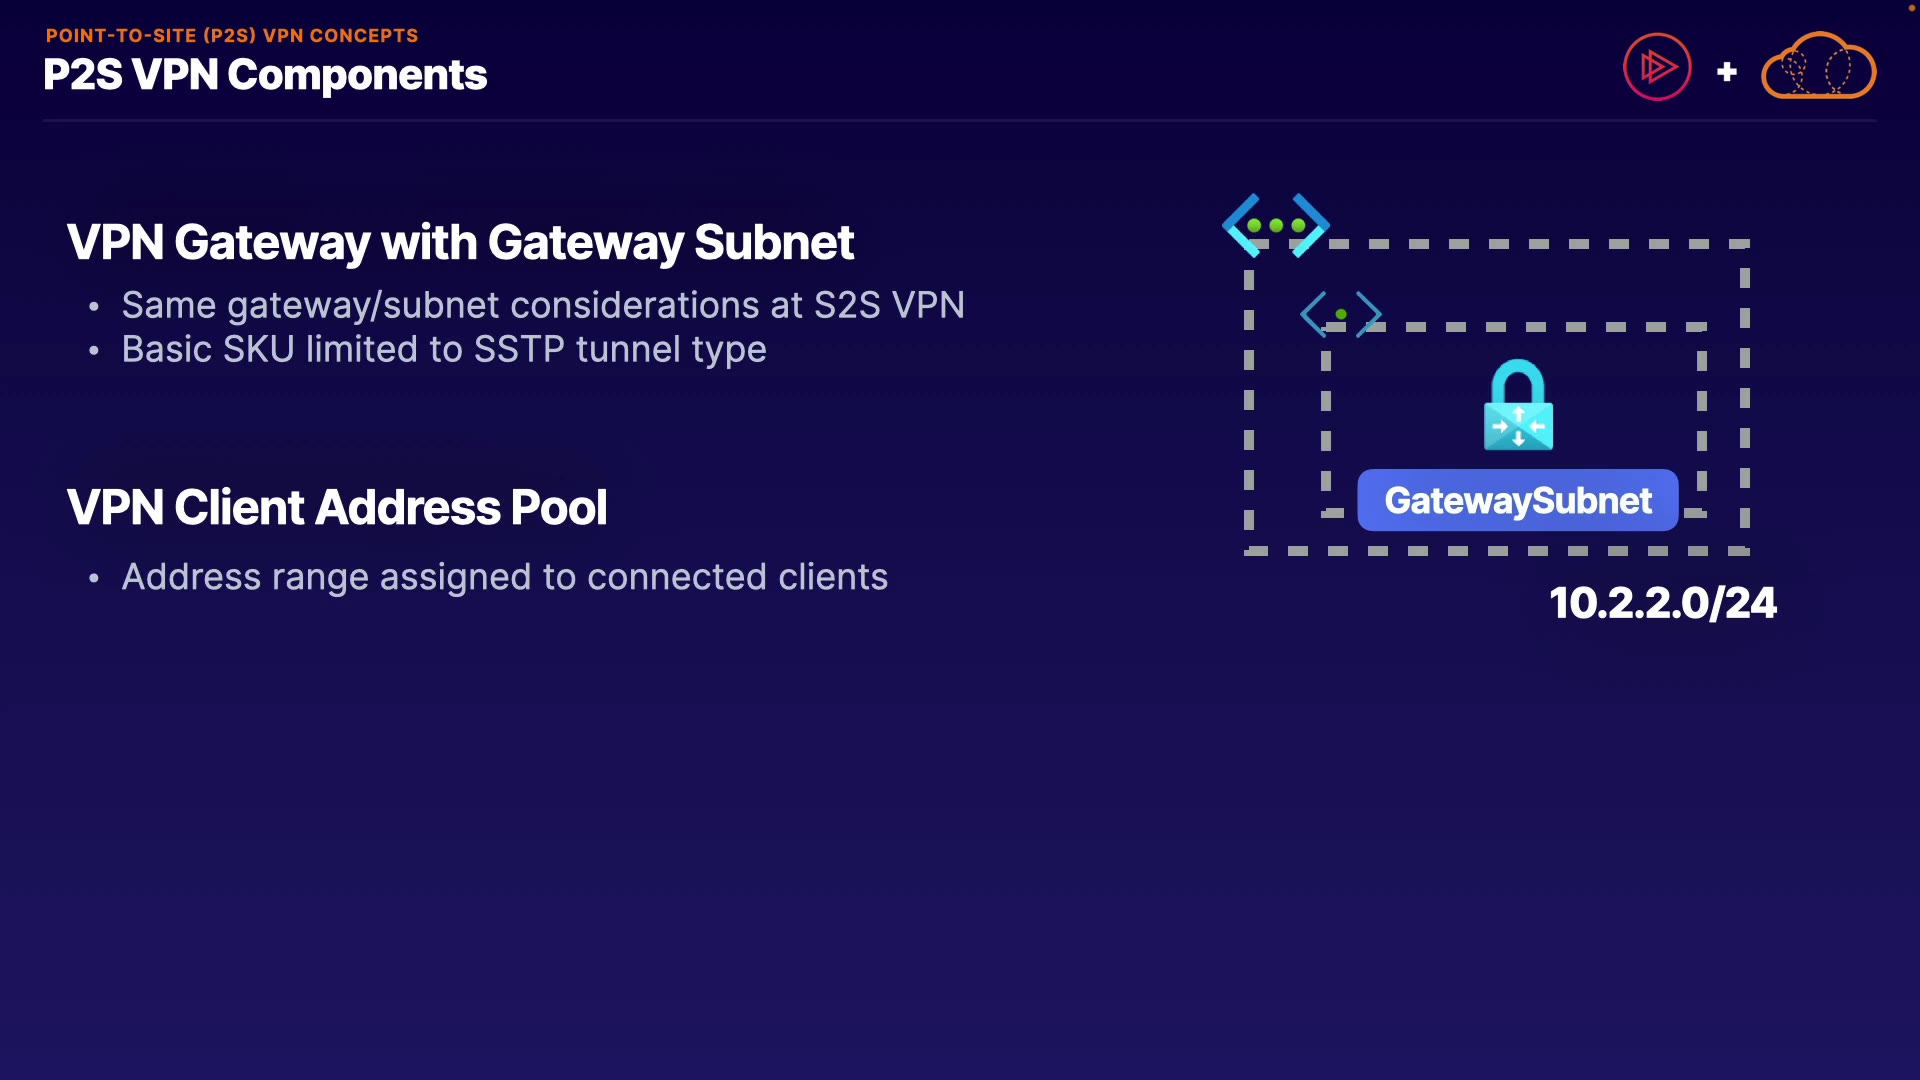 POINT-TO-SITE (P2S) VPN CONCEPTS
P2S VPN Components
VPN Gateway with Gateway Subnet
• Same gateway/subnet considerations at S2S VPN
• Basic SKU limited to SSTP tunnel type
VPN Client Address Pool
• Address range assigned to connected clients
GatewaySubnet
10.2.2.0/24